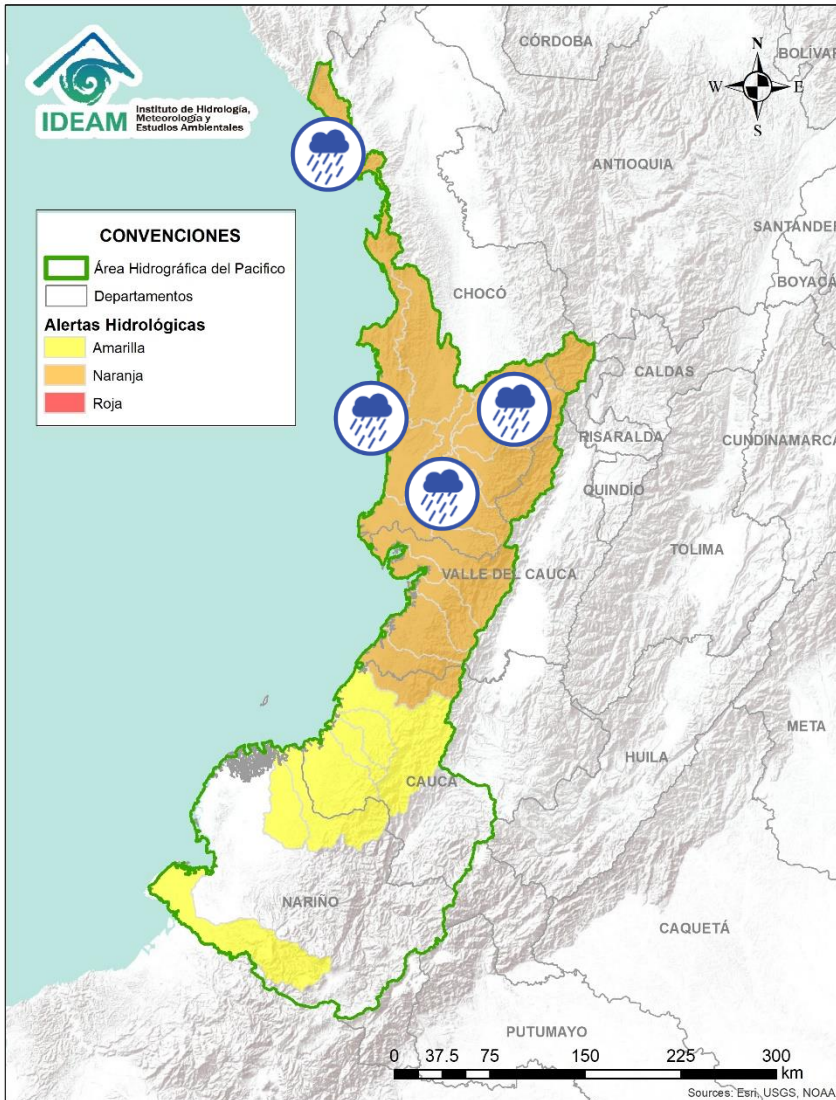 IDEAM
Instituto de Hidrología,
Meteorología y
Estudios Ambientales
CÓRDOBA
BOLÍVAR
N
W
E
S
ANTIOQUIA
SANTANDER
BOYACÁ
CONVENCIONES
Área Hidrográfica del Pacifico
Departamentos
Alertas Hidrológicas
Amarilla
Naranja
Roja
CHOCÓ
CALDAS
RISARALDA
CUNDINAMARCA
QUINDÍO
TOLIMA
VALLE DEL CAUCA
META
HUILA
CAUCA
NARIÑO
CAQUETÁ
PUTUMAYO
0 37.5 75 150 225 300
km
Sources: Esri, USGS, NOAA